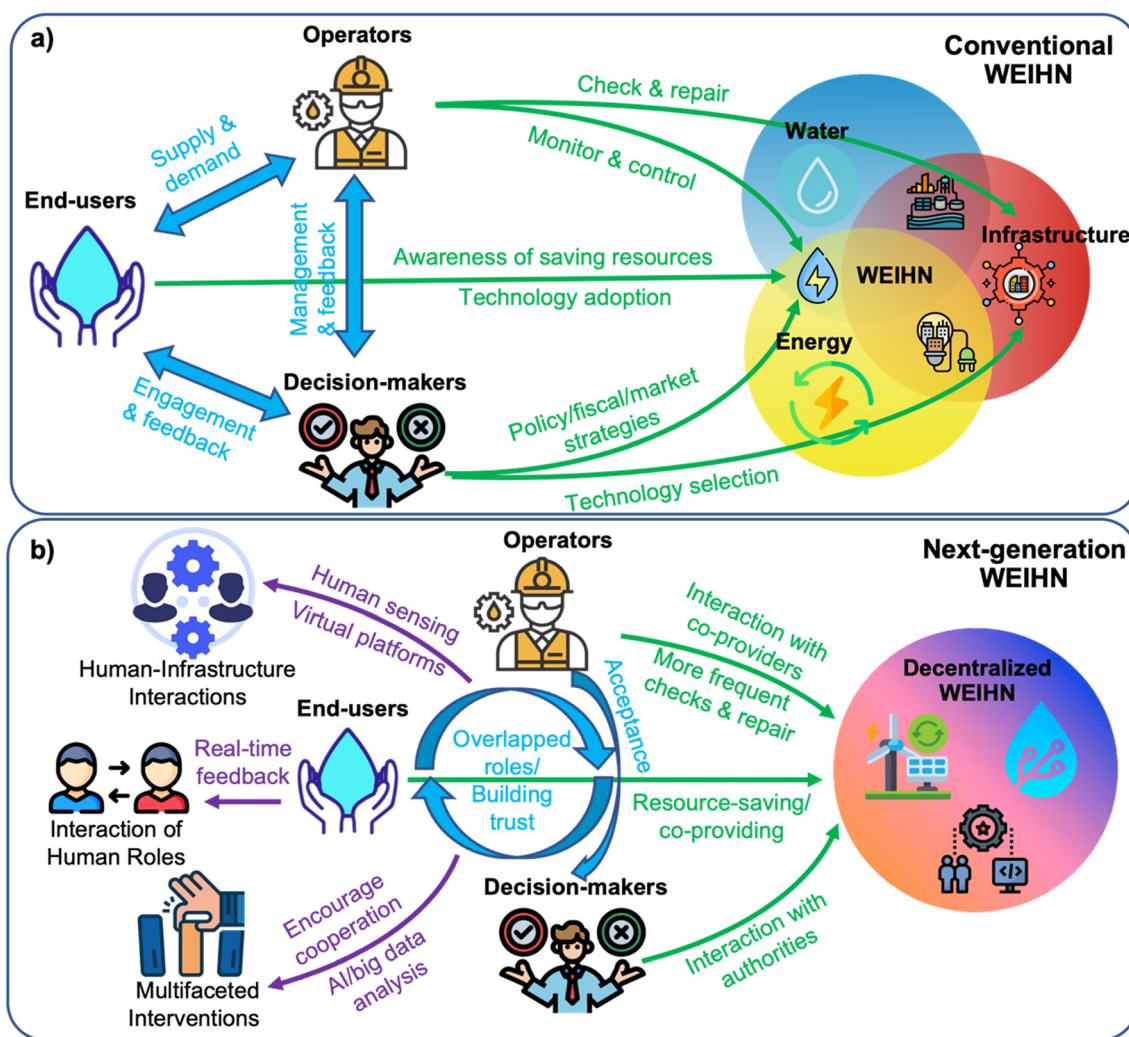 a)
Operators
Conventional
WEIHN
Supply &
demand
Check & repair
Monitor & control
Water
End-users
Management
& feedback
Awareness of saving resources
Technology adoption
Infrastructure
WEIHN
Energy
Engagement
& feedback
Decision-makers
Policy/fiscal/market
strategies
Technology selection
b)
Operators
Next-generation
WEIHN
Human sensing
Virtual platforms
Human-Infrastructure
Interactions
Interaction with
co-providers
More frequent
checks & repair
Acceptance
Decentralized
WEIHN
End-users
Overlapped
roles/
Building
trust
Real-time
feedback
Resource-saving/
co-providing
Interaction of
Human Roles
Encourage
cooperation
AI/big data
analysis
Decision-makers
Interaction with
authorities
Multifaceted
Interventions